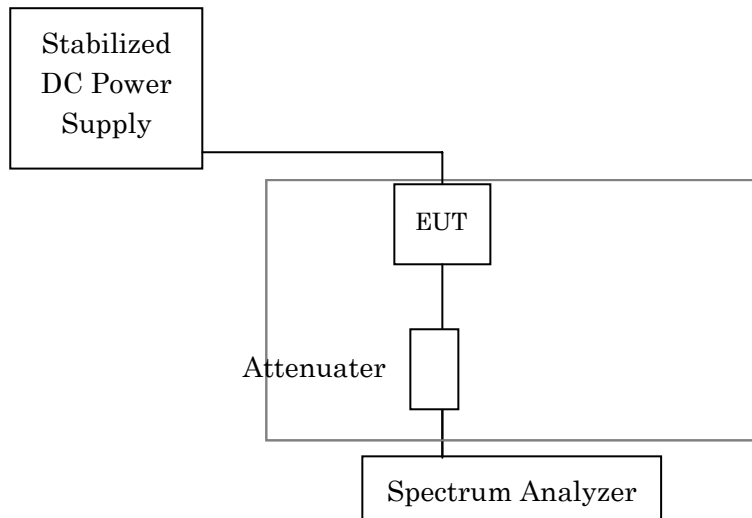 Stabilized
DC Power
Supply
EUT
Attenuater
Spectrum Analyzer